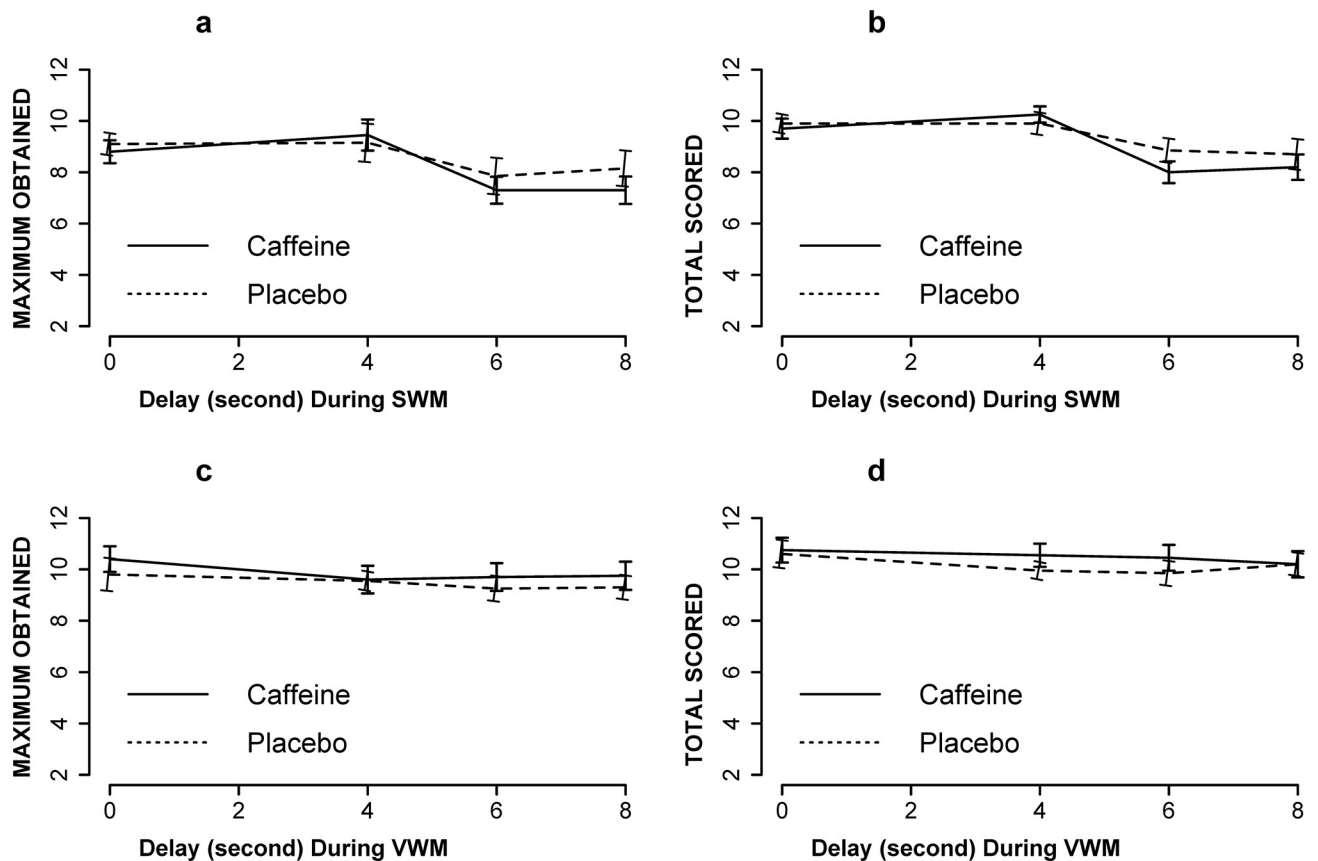 a
MAXIMUM OBTAINED
12
10
8
6
4
2
Caffeine
Placebo
0 2 4 6 8
Delay (second) During SWM
b
TOTAL SCORED
12
10
8
6
4
2
Caffeine
Placebo
0 2 4 6 8
Delay (second) During SWM
c
MAXIMUM OBTAINED
12
10
8
6
4
2
Caffeine
Placebo
0 2 4 6 8
Delay (second) During VWM
d
TOTAL SCORED
12
10
8
6
4
2
Caffeine
Placebo
0 2 4 6 8
Delay (second) During VWM